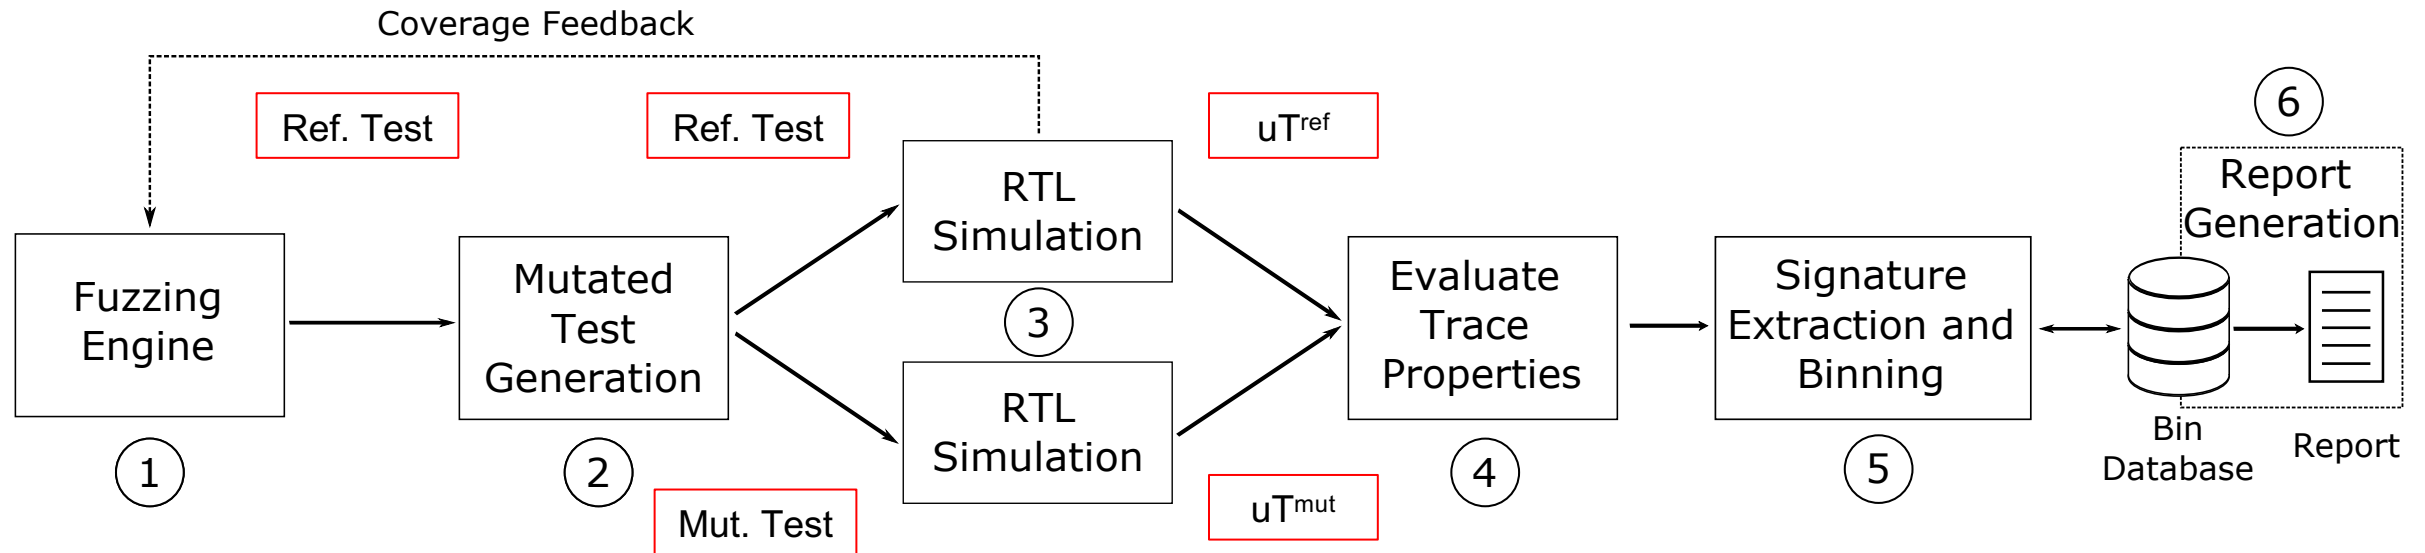 Coverage Feedback
Ref. Test
Ref. Test
uTref
6
Report
Generation
RTL
Simulation
Fuzzing
Engine
Mutated
Test
Generation
3
Evaluate
Trace
Properties
Signature
Extraction and
Binning
RTL
Simulation
Bin
Database
Report
1
2
4
5
Mut. Test
uTmut